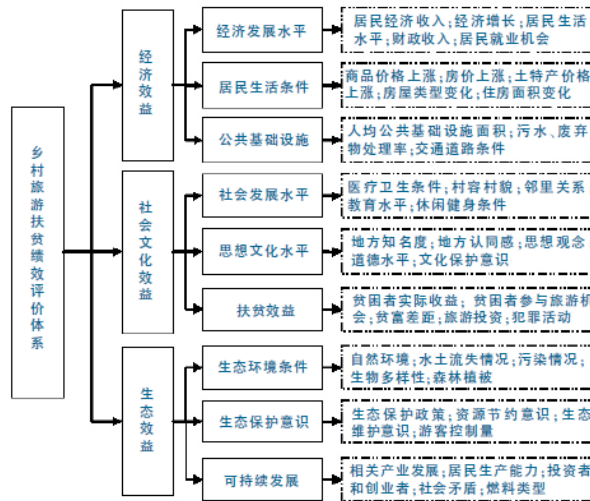 乡村旅游扶贫绩效评价体系
经济效益
经济发展水平
居民经济收入;经济增长;居民生活
水平;财政收入;居民就业机会
居民生活条件
商品价格上涨;房价上涨;土特产价格
上涨;房屋类型变化;住房面积变化
公共基础设施
人均公共基础设施面积;污水、废弃
物处理率;交通道路条件
社会文化效益
社会发展水平
医疗卫生条件;村容村貌;邻里关系;
教育水平;休闲健身条件
思想文化水平
地方知名度;地方认同感;思想观念;
道德水平;文化保护意识
扶贫效益
贫困者实际收益;贫困者参与旅游机
会;贫富差距;旅游投资;犯罪活动
生态效益
生态环境条件
自然环境;水土流失情况;污染情况;
生物多样性;森林植被
生态保护意识
生态保护政策;资源节约意识;生态
维护意识;游客控制量
可持续发展
相关产业发展;居民生产能力;投资者
和创业者;社会矛盾;燃料类型